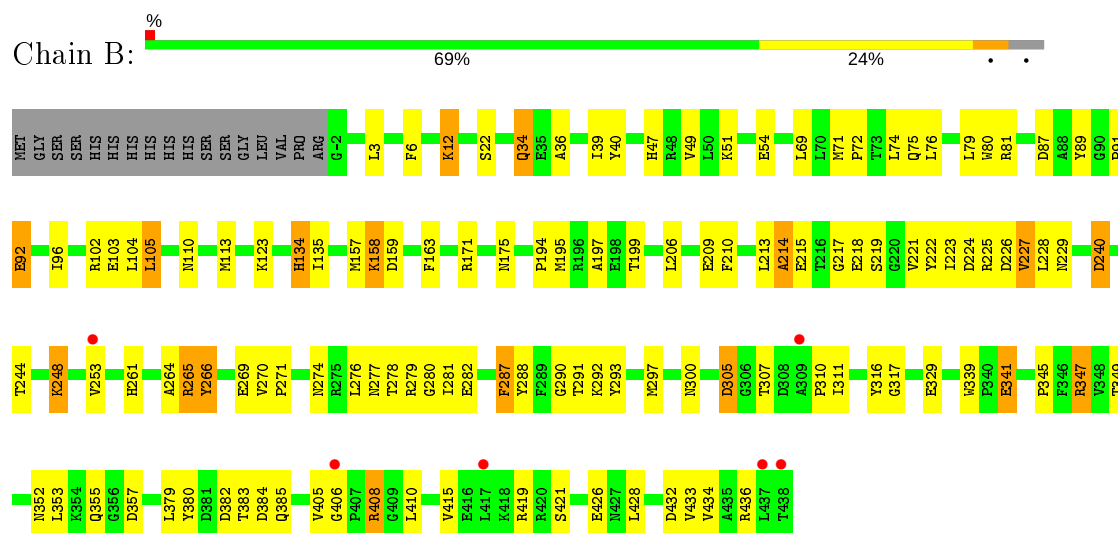 %
Chain B:
69% 24% • •
MET GLY SER SER HIS HIS HIS HIS HIS HIS SER SER GLY LEU VAL PRO ARG G-2 L3 F6 K12 S22 Q34 E35 A36 I39 Y40 H47 R48 V49 L50 K51 E54 L69 L70 M71 P72 T73 L74 Q75 L76 L79 W80 R81 D87 A88 Y89 G90 P91
E92 I96 R102 E103 L104 L105 N110 M113 K123 H134 I135 M157 K158 D159 F163 R171 N175 P194 M195 R196 A197 E198 T199 L206 E209 F210 L213 A214 E215 T216 G217 E218 S219 G220 V221 Y222 I223 D224 R225 D226 V227 L228 N229 D240
T244 K248 V253 H261 A264 R265 Y266 E269 V270 P271 N274 R275 L276 N277 T278 R279 G280 I281 E282 F287 Y288 F289 G290 T291 K292 Y293 M297 N300 D305 G306 T307 D308 A309 P310 I311 Y316 G317 E329 W339 P340 E341 P345 F346 R347 V348 T349
N352 L353 K354 Q355 G356 D357 L379 Y380 D381 D382 T383 D384 Q385 V405 G406 P407 R408 G409 L410 V415 E416 L417 K418 R419 R420 S421 E426 N427 L428 D432 V433 V434 A435 R436 L437 T438